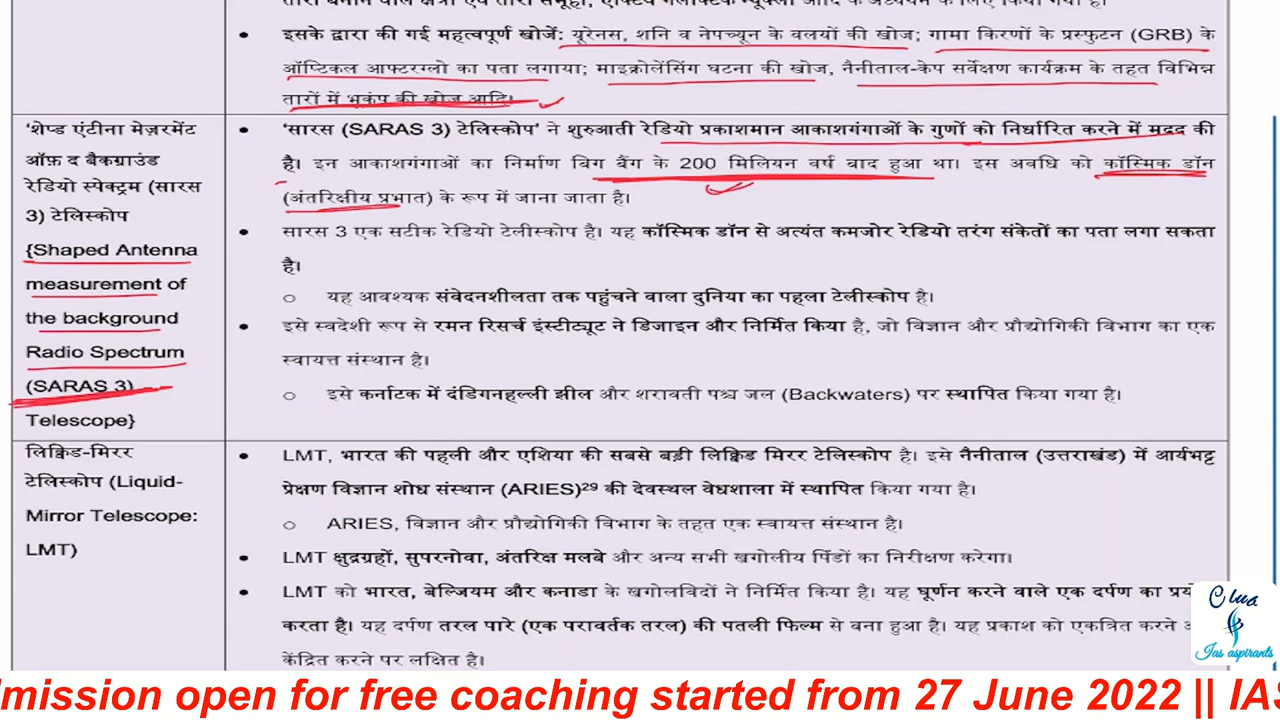 तारा बनाने वाले क्षेत्रों एवं तारा समूहों, एक्टिव गैलेक्टिक न्यूक्ली आदि के अध्ययन के लिए किया गया है।
• इसके द्वारा की गई महत्वपूर्ण खोजें: यूरेनस, शनि व नेपच्यून के वलयों की खोज; गामा किरणों के प्रस्फुटन (GRB) के
ऑप्टिकल आफ्टरग्लो का पता लगाया; माइक्रोलेंसिंग घटना की खोज, नैनीताल-केप सर्वेक्षण कार्यक्रम के तहत विभिन्न
तारों में भूकंप की खोज आदि।
'शेप्ड एंटीना मेज़रमेंट
ऑफ़ द बैकग्राउंड
रेडियो स्पेक्ट्रम (सारस
3) टेलीस्कोप
{Shaped Antenna
measurement of
the background
Radio Spectrum
(SARAS 3)
Telescope}
• 'सारस (SARAS 3) टेलिस्कोप' ने शुरुआती रेडियो प्रकाशमान आकाशगंगाओं के गुणों को निर्धारित करने में मदद की
है। इन आकाशगंगाओं का निर्माण बिग बैंग के 200 मिलियन वर्ष बाद हुआ था। इस अवधि को कॉस्मिक डॉन
(अंतरिक्षीय प्रभात) के रूप में जाना जाता है।
• सारस 3 एक सटीक रेडियो टेलीस्कोप है। यह कॉस्मिक डॉन से अत्यंत कमजोर रेडियो तरंग संकेतों का पता लगा सकता
है।
○ यह आवश्यक संवेदनशीलता तक पहुंचने वाला दुनिया का पहला टेलीस्कोप है।
• इसे स्वदेशी रूप से रमन रिसर्च इंस्टीट्यूट ने डिजाइन और निर्मित किया है, जो विज्ञान और प्रौद्योगिकी विभाग का एक
स्वायत्त संस्थान है।
○ इसे कर्नाटक में दंडिगनहल्ली झील और शरावती पश्च जल (Backwaters) पर स्थापित किया गया है।
लिक्विड-मिरर
टेलीस्कोप (Liquid-
Mirror Telescope:
LMT)
• LMT, भारत की पहली और एशिया की सबसे बड़ी लिक्विड मिरर टेलिस्कोप है। इसे नैनीताल (उत्तराखंड) में आर्यभट्ट
प्रेक्षण विज्ञान शोध संस्थान (ARIES)²⁹ की देवस्थल वेधशाला में स्थापित किया गया है।
○ ARIES, विज्ञान और प्रौद्योगिकी विभाग के तहत एक स्वायत्त संस्थान है।
• LMT क्षुद्रग्रहों, सुपरनोवा, अंतरिक्ष मलबे और अन्य सभी खगोलीय पिंडों का निरीक्षण करेगा।
• LMT को भारत, बेल्जियम और कनाडा के खगोलविदों ने निर्मित किया है। यह घूर्णन करने वाले एक दर्पण का
करता है। यह दर्पण तरल पारे (एक परावर्तक तरल) की पतली फिल्म से बना हुआ है। यह प्रकाश को एकत्रित करने
केंद्रित करने पर लक्षित है।
Clue
Ias aspirants
mission open for free coaching started from 27 June 2022 || IAS